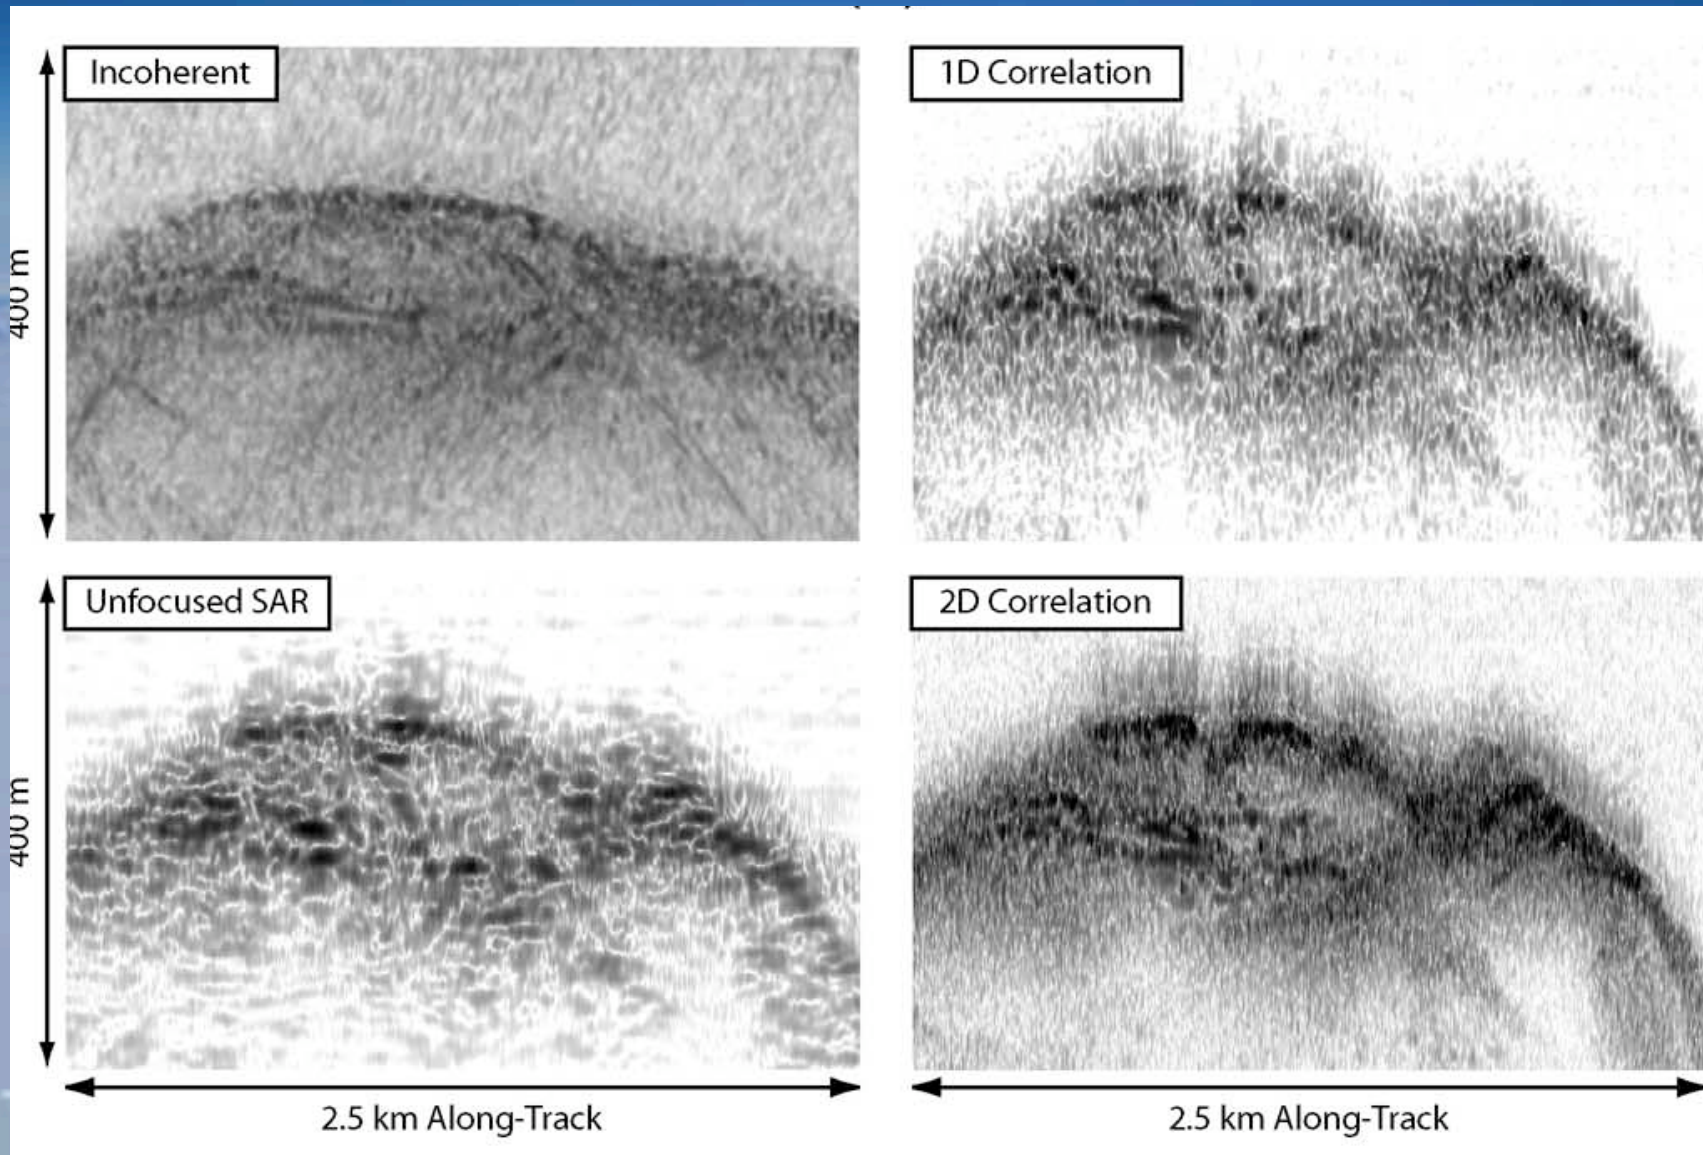 Incoherent
1D Correlation
400 m
Unfocused SAR
2D Correlation
400 m
2.5 km Along-Track
2.5 km Along-Track